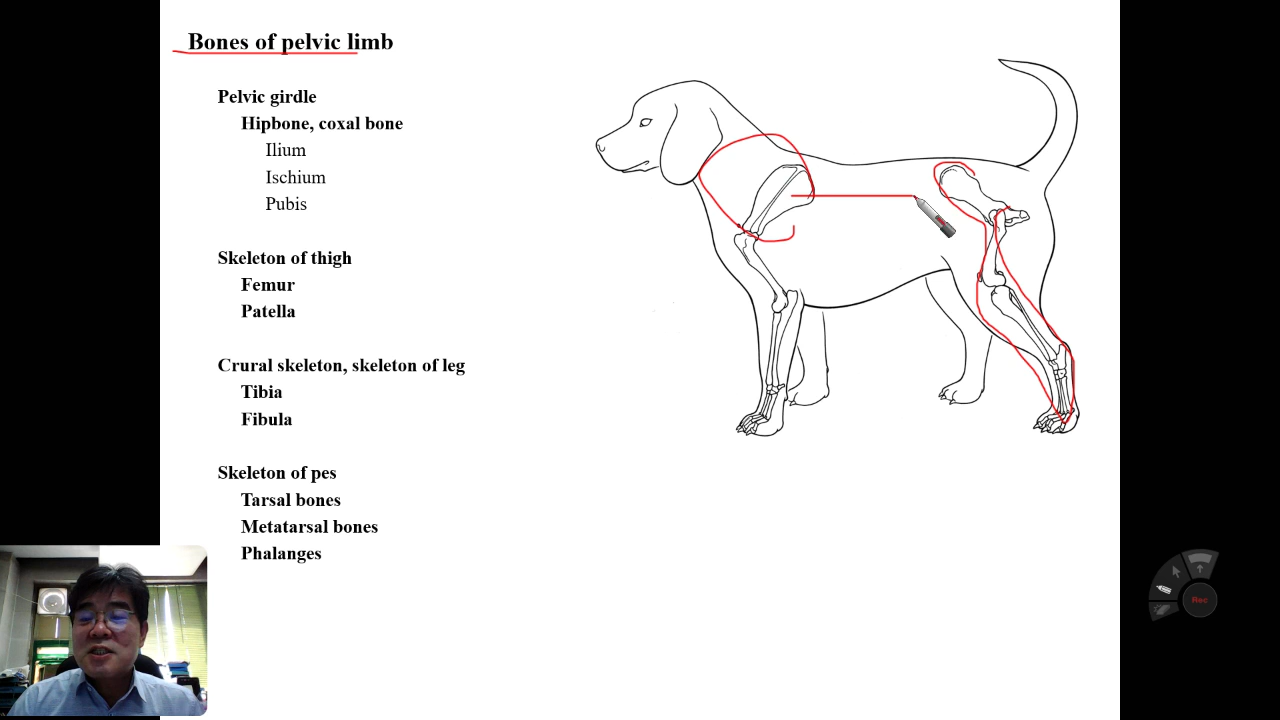 Bones of pelvic limb
Pelvic girdle
Hipbone, coxal bone
Ilium
Ischium
Pubis
Skeleton of thigh
Femur
Patella
Crural skeleton, skeleton of leg
Tibia
Fibula
Skeleton of pes
Tarsal bones
Metatarsal bones
Phalanges
Rec